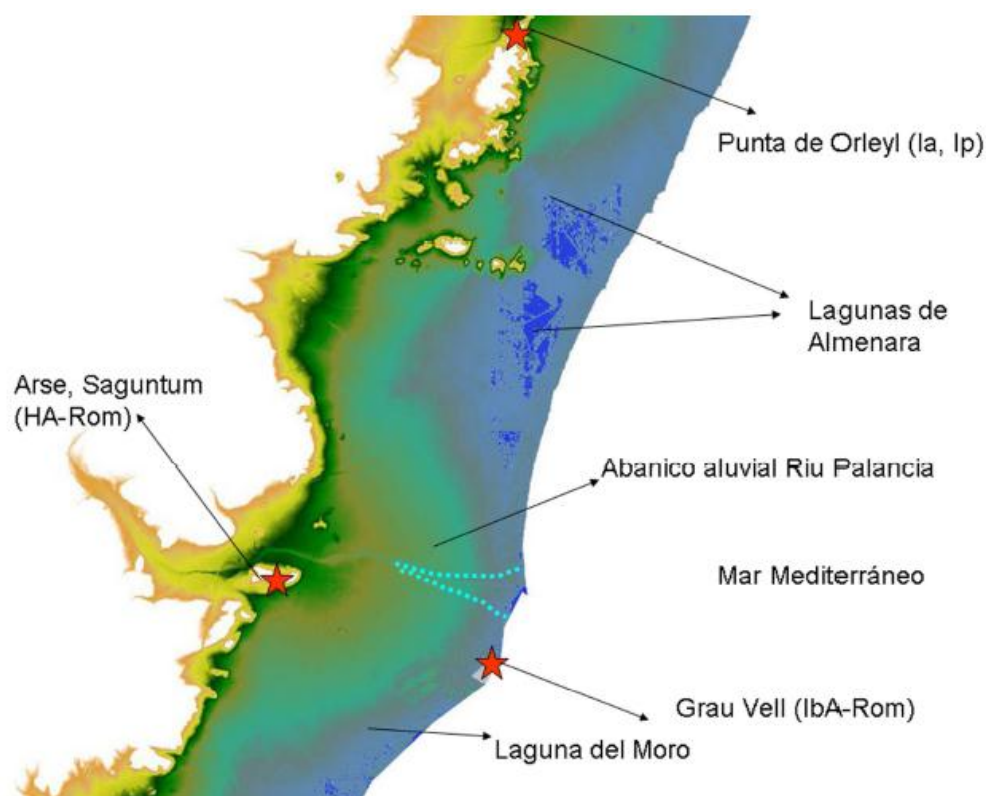 Punta de Orleyl (Ia, Ip)
Lagunas de
Almenara
Arse, Saguntum
(HA-Rom)
Abanico aluvial Riu Palancia
Mar Mediterráneo
Grau Vell (IbA-Rom)
Laguna del Moro